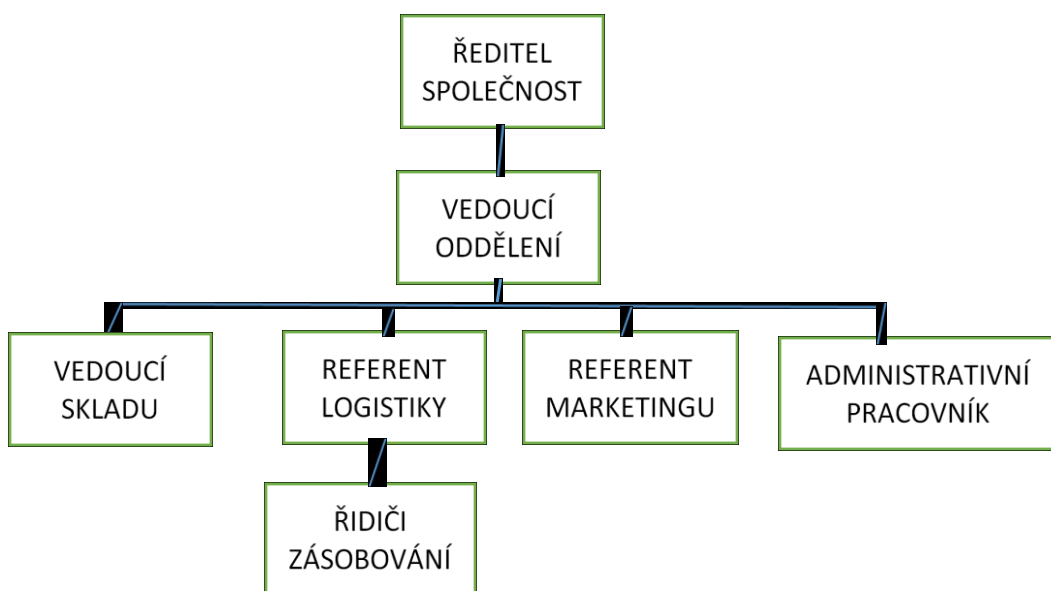 ŘEDITEL
SPOLEČNOST
VEDOUCÍ
ODDĚLENÍ
VEDOUCÍ
SKLADU
REFERENT
LOGISTIKY
REFERENT
MARKETINGU
ADMINISTRATIVNÍ
PRACOVNÍK
ŘIDIČI
ZÁSOBOVÁNÍ